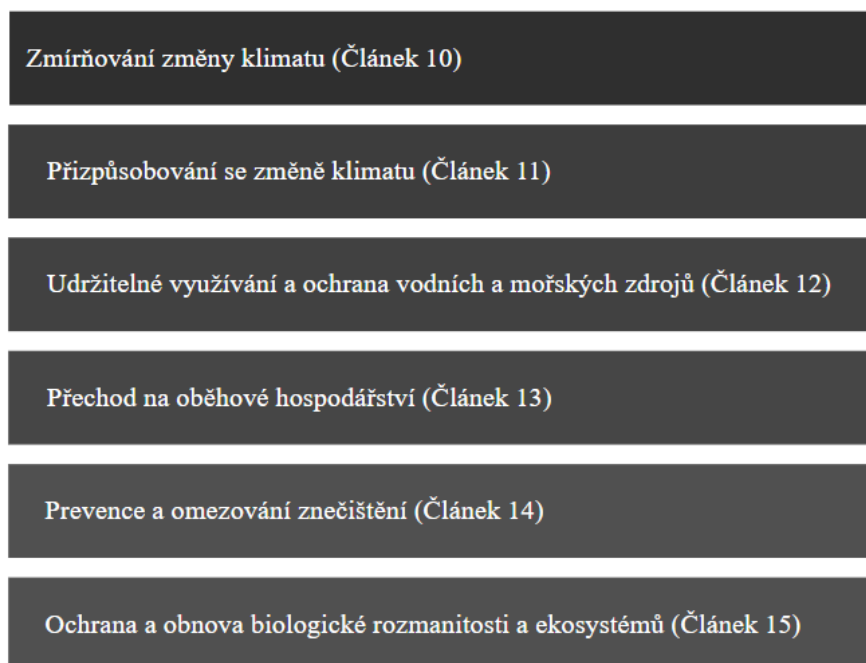 Zmírňování změny klimatu (Článek 10)
Přizpůsobování se změně klimatu (Článek 11)
Udržitelné využívání a ochrana vodních a mořských zdrojů (Článek 12)
Přechod na oběhové hospodářství (Článek 13)
Prevence a omezování znečištění (Článek 14)
Ochrana a obnova biologické rozmanitosti a ekosystémů (Článek 15)